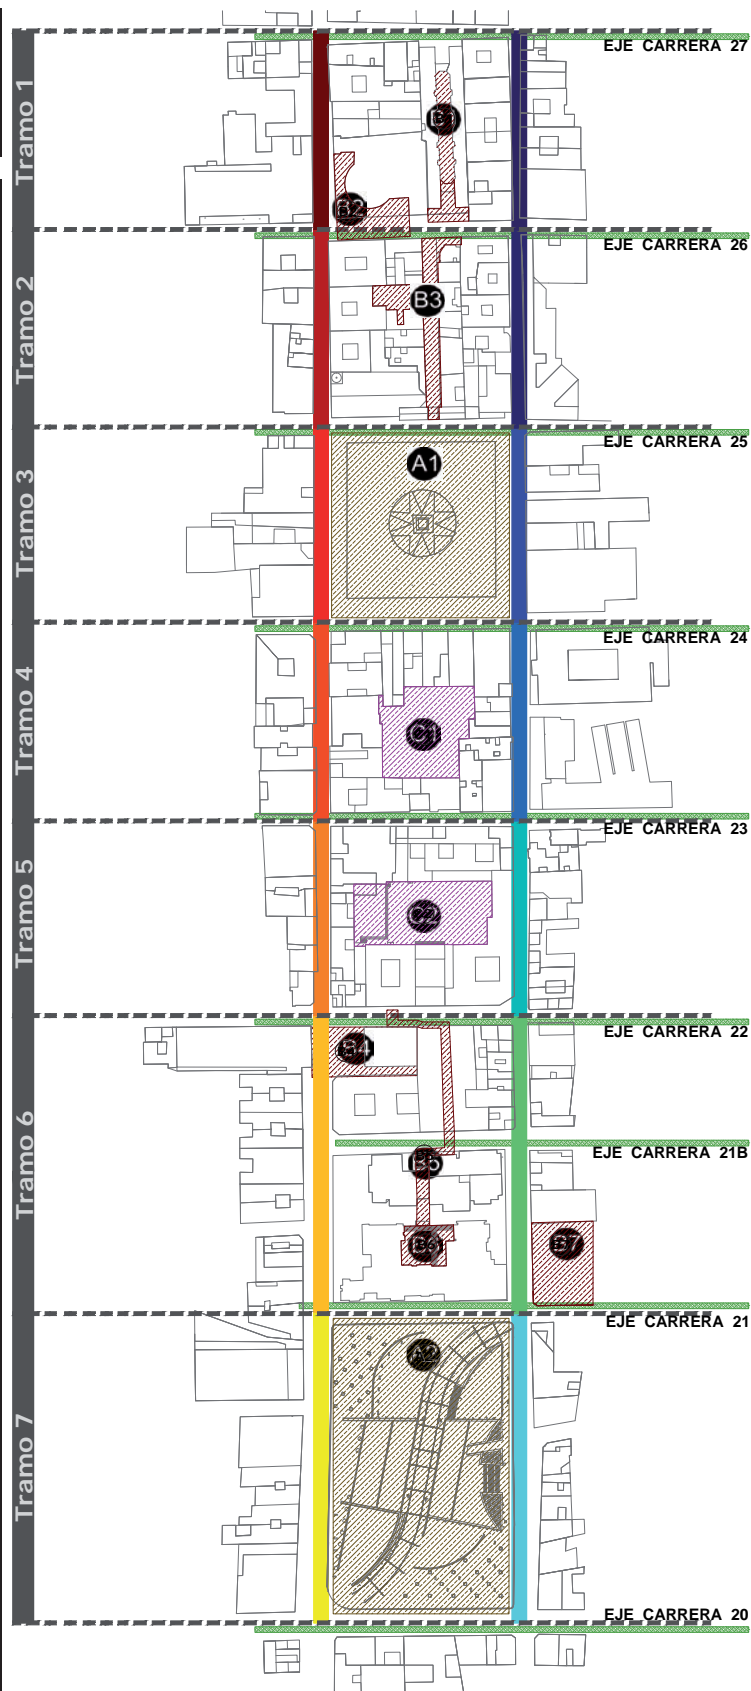 EJE CARRERA 27
Tramo 1
B1
B2
EJE CARRERA 26
Tramo 2
B3
EJE CARRERA 25
Tramo 3
A1
EJE CARRERA 24
Tramo 4
C1
EJE CARRERA 23
Tramo 5
C2
EJE CARRERA 22
B4
Tramo 6
EJE CARRERA 21B
B5
B6
B7
EJE CARRERA 21
A2
Tramo 7
EJE CARRERA 20